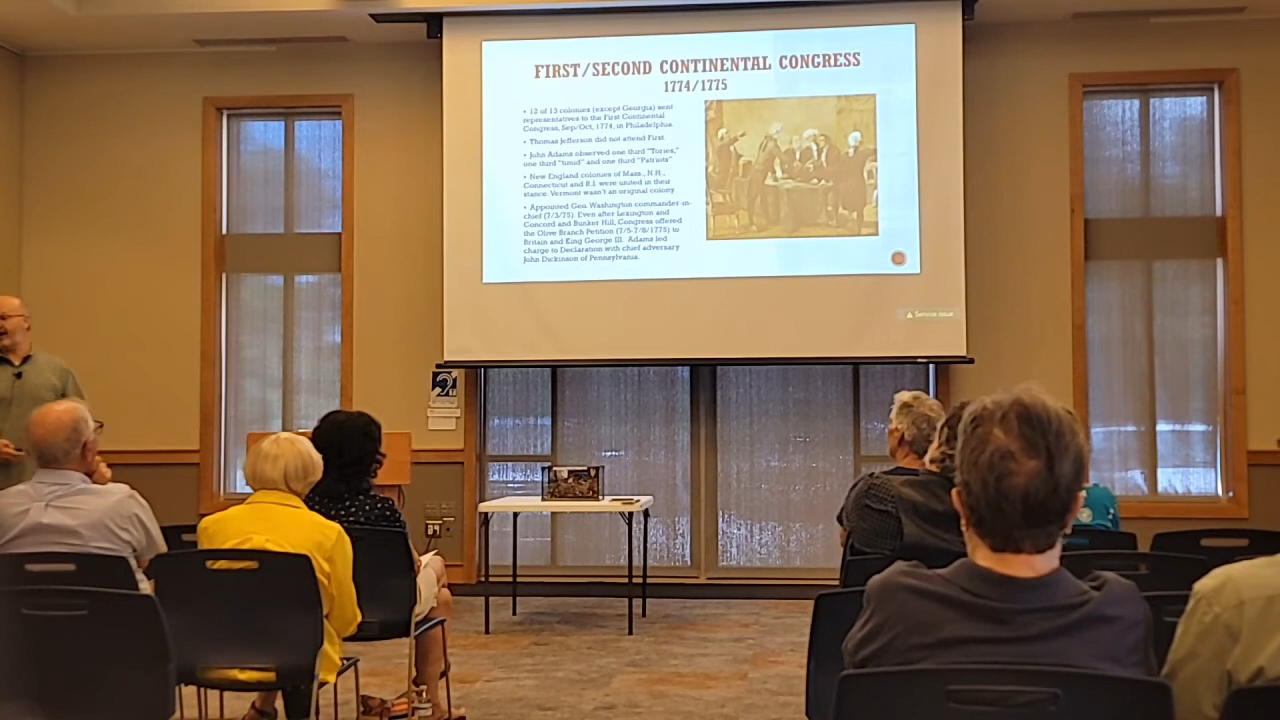 FIRST/SECOND CONTINENTAL CONGRESS
1774/1775
• 12 of 13 colonies (except Georgia) sent
representatives to the First Continental
Congress, Sep/Oct, 1774, in Philadelphia.
• Thomas Jefferson did not attend First.
• John Adams observed one third "Tories,"
one third "timid" and one third "Patriots"
• New England colonies of Mass., N.H.,
Connecticut and R.I. were united in their
stance. Vermont wasn't an original colony
• Appointed Geo. Washington commander-in-
chief (7/3/75). Even after Lexington and
Concord and Bunker Hill, Congress offered
the Olive Branch Petition (7/5-7/8/1775) to
Britain and King George III. Adams led
charge to Declaration with chief adversary
John Dickinson of Pennsylvania.
Service issue